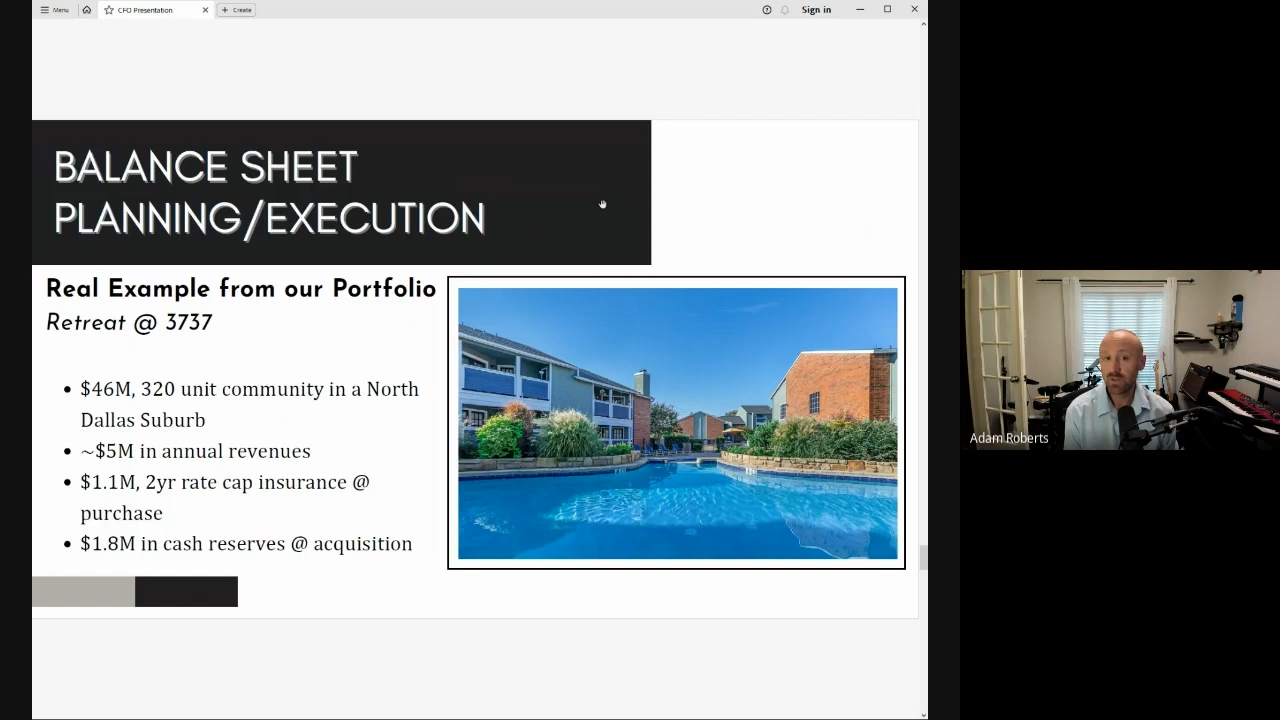 Menu
CFO Presentation
Create
Sign in
BALANCE SHEET
PLANNING/EXECUTION
Real Example from our Portfolio
Retreat @ 3737
• $46M, 320 unit community in a North
Dallas Suburb
• ~$5M in annual revenues
• $1.1M, 2yr rate cap insurance @
purchase
• $1.8M in cash reserves @ acquisition
Adam Roberts